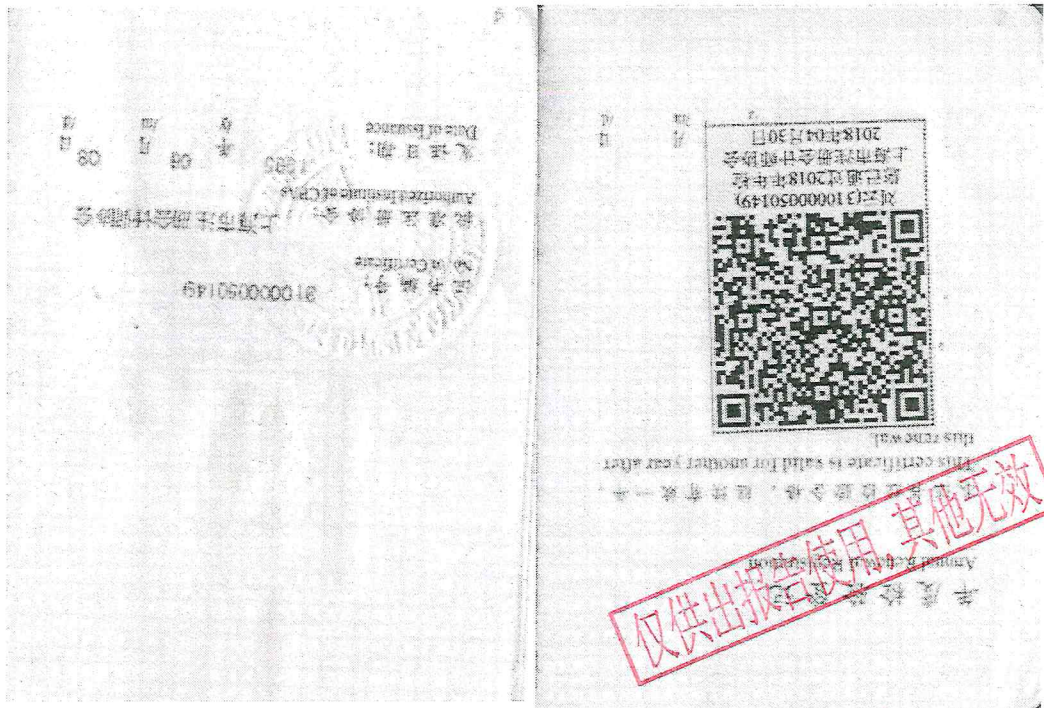 年度检验登记
Annual Renewal Registration
本证书经检验合格，继续有效一年。
This certificate is valid for another year after
this renewal.
刘云(310000050149)
您已通过2018年年检
上海市注册会计师协会
2018年04月30日
月 日
/m /d
仅供出报告使用，其他无效
证书编号： 310000050149
No. of Certificate
批准注册协会： 上海市注册会计师协会
Authorized Institute of CPAs
发证日期： 年 月 08 日
Date of Issuance /y /m /d